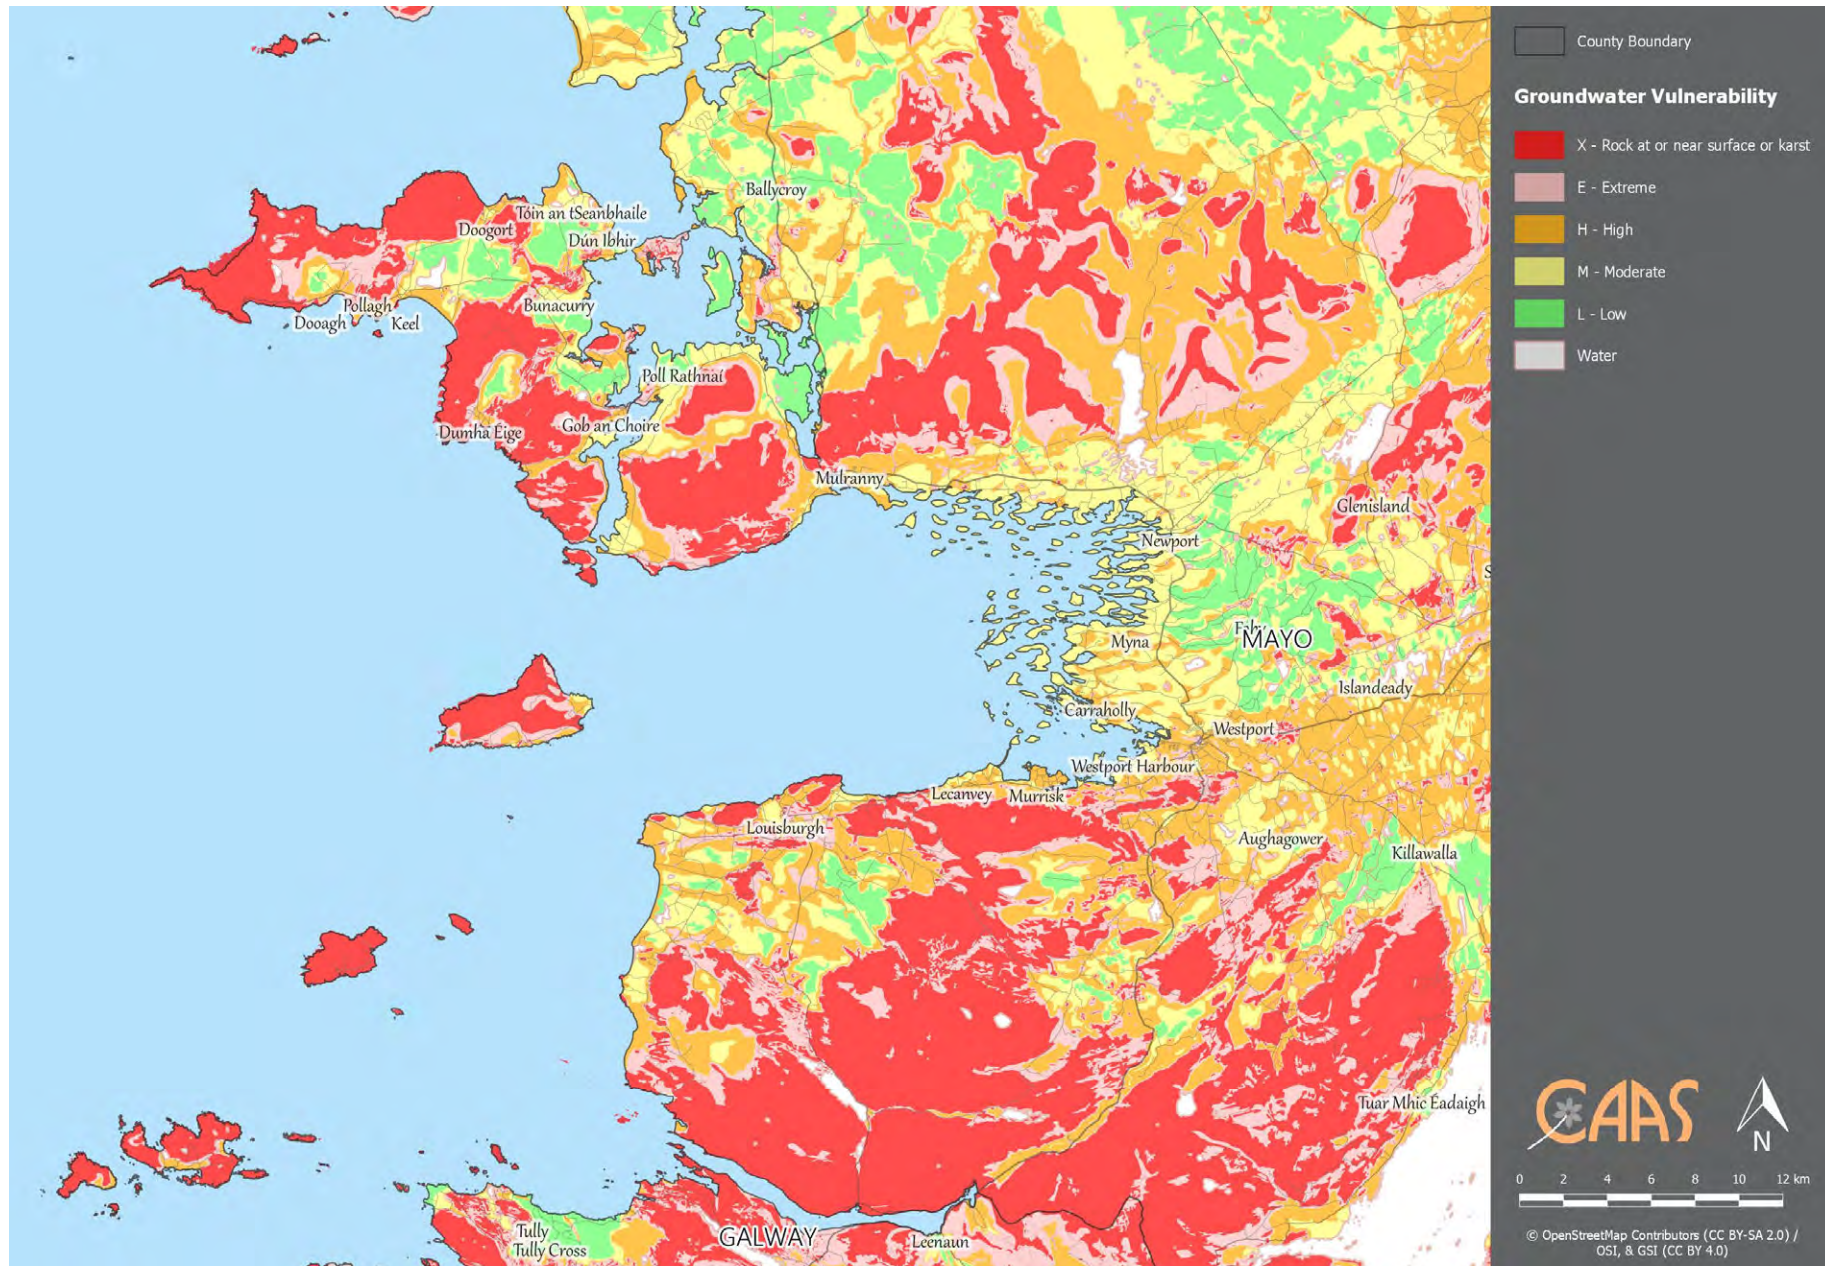 Ballycroy
Tóin an tSeanbhaile
Doogort
Dún Ibhir
Bunacurry
Pollagh
Dooagh
Keel
Poll Rathnaí
Gob an Choire
Dumha Éige
Mulranny
Glenisland
Newport
S
Myna
MAYO
Islandeady
Carraholly
Westport
Westport Harbour
Lecanvey
Murrisk
Louisburgh
Aughagower
Killawalla
Tuar Mhic Éadaigh
Tully
Tully Cross
GALWAY
Leenaun
County Boundary
Groundwater Vulnerability
X - Rock at or near surface or karst
E - Extreme
H - High
M - Moderate
L - Low
Water
CAAS
N
0 2 4 6 8 10 12 km
© OpenStreetMap Contributors (CC BY-SA 2.0) /
OSI, & GSI (CC BY 4.0)